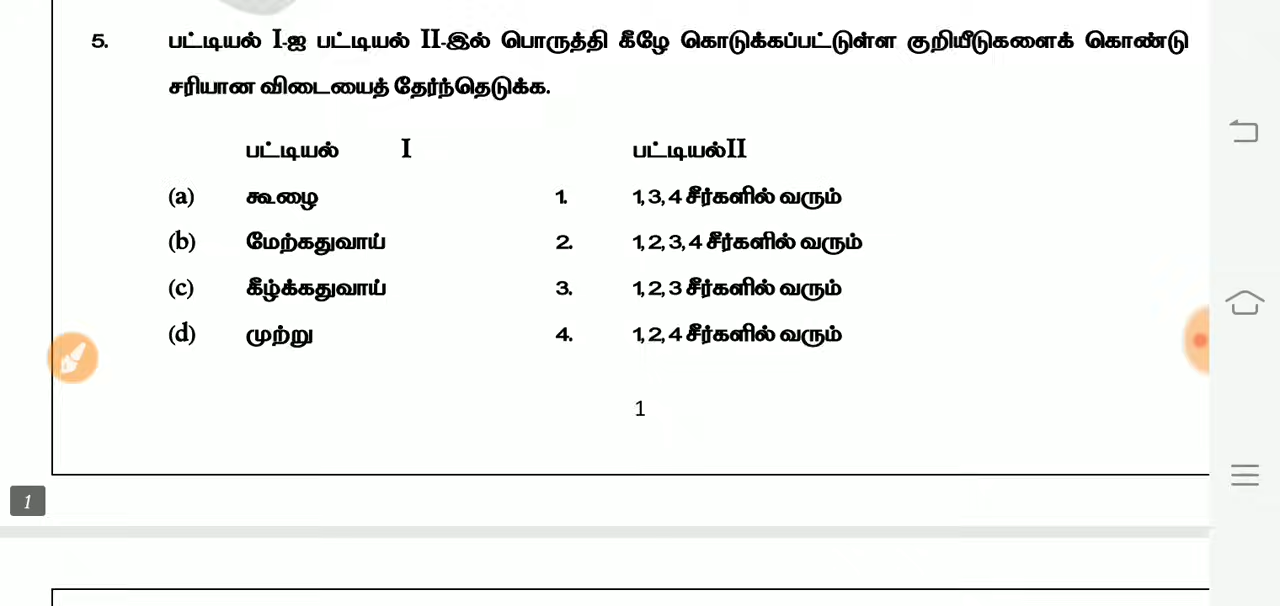 5. பட்டியல் I-ஐ பட்டியல் II-இல் பொருத்தி கீழே கொடுக்கப்பட்டுள்ள குறியீடுகளைக் கொண்டு
சரியான விடையைத் தேர்ந்தெடுக்க.
பட்டியல் I பட்டியல்II
(a) கூழை 1. 1,3,4 சீர்களில் வரும்
(b) மேற்கதுவாய் 2. 1,2,3,4 சீர்களில் வரும்
(c) கீழ்க்கதுவாய் 3. 1,2,3 சீர்களில் வரும்
(d) முற்று 4. 1,2,4 சீர்களில் வரும்
1
1